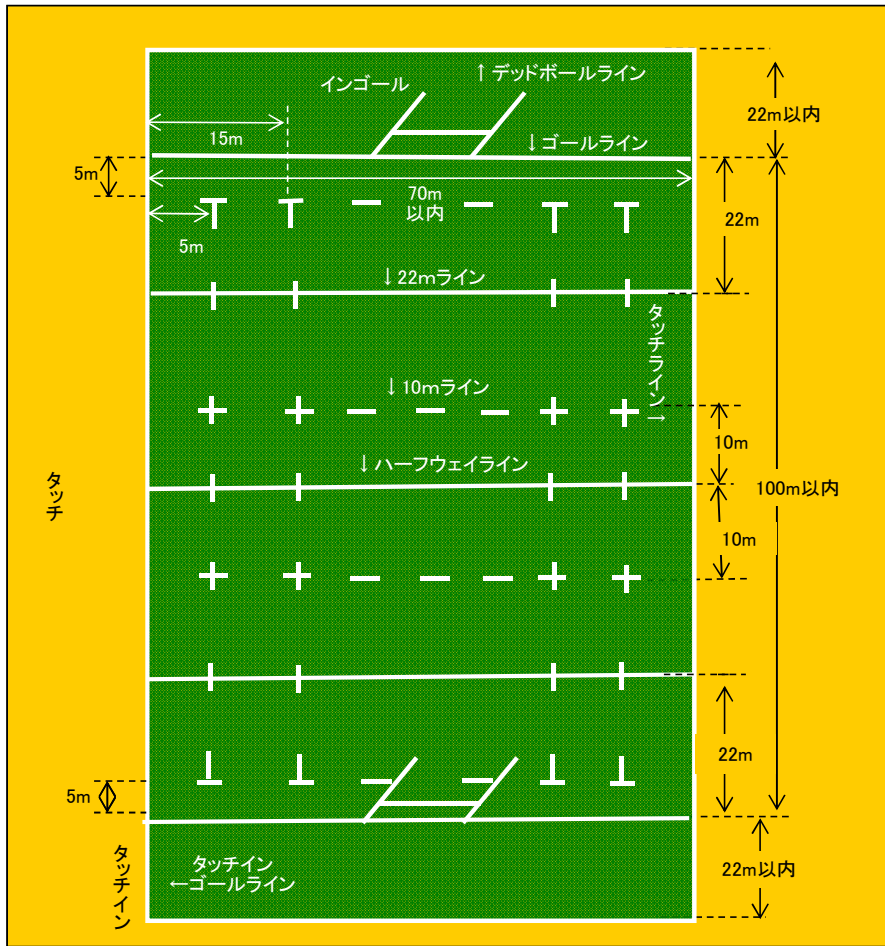 インゴール
↑デッドボールライン
22m以内
15m
↓ゴールライン
5m
70m
以内
22m
5m
↓22mライン
タッチライン→
↓10mライン
10m
↓ハーフウェイライン
タッチ
100m以内
10m
22m
5m
タッチイン
タッチイン
←ゴールライン
22m以内